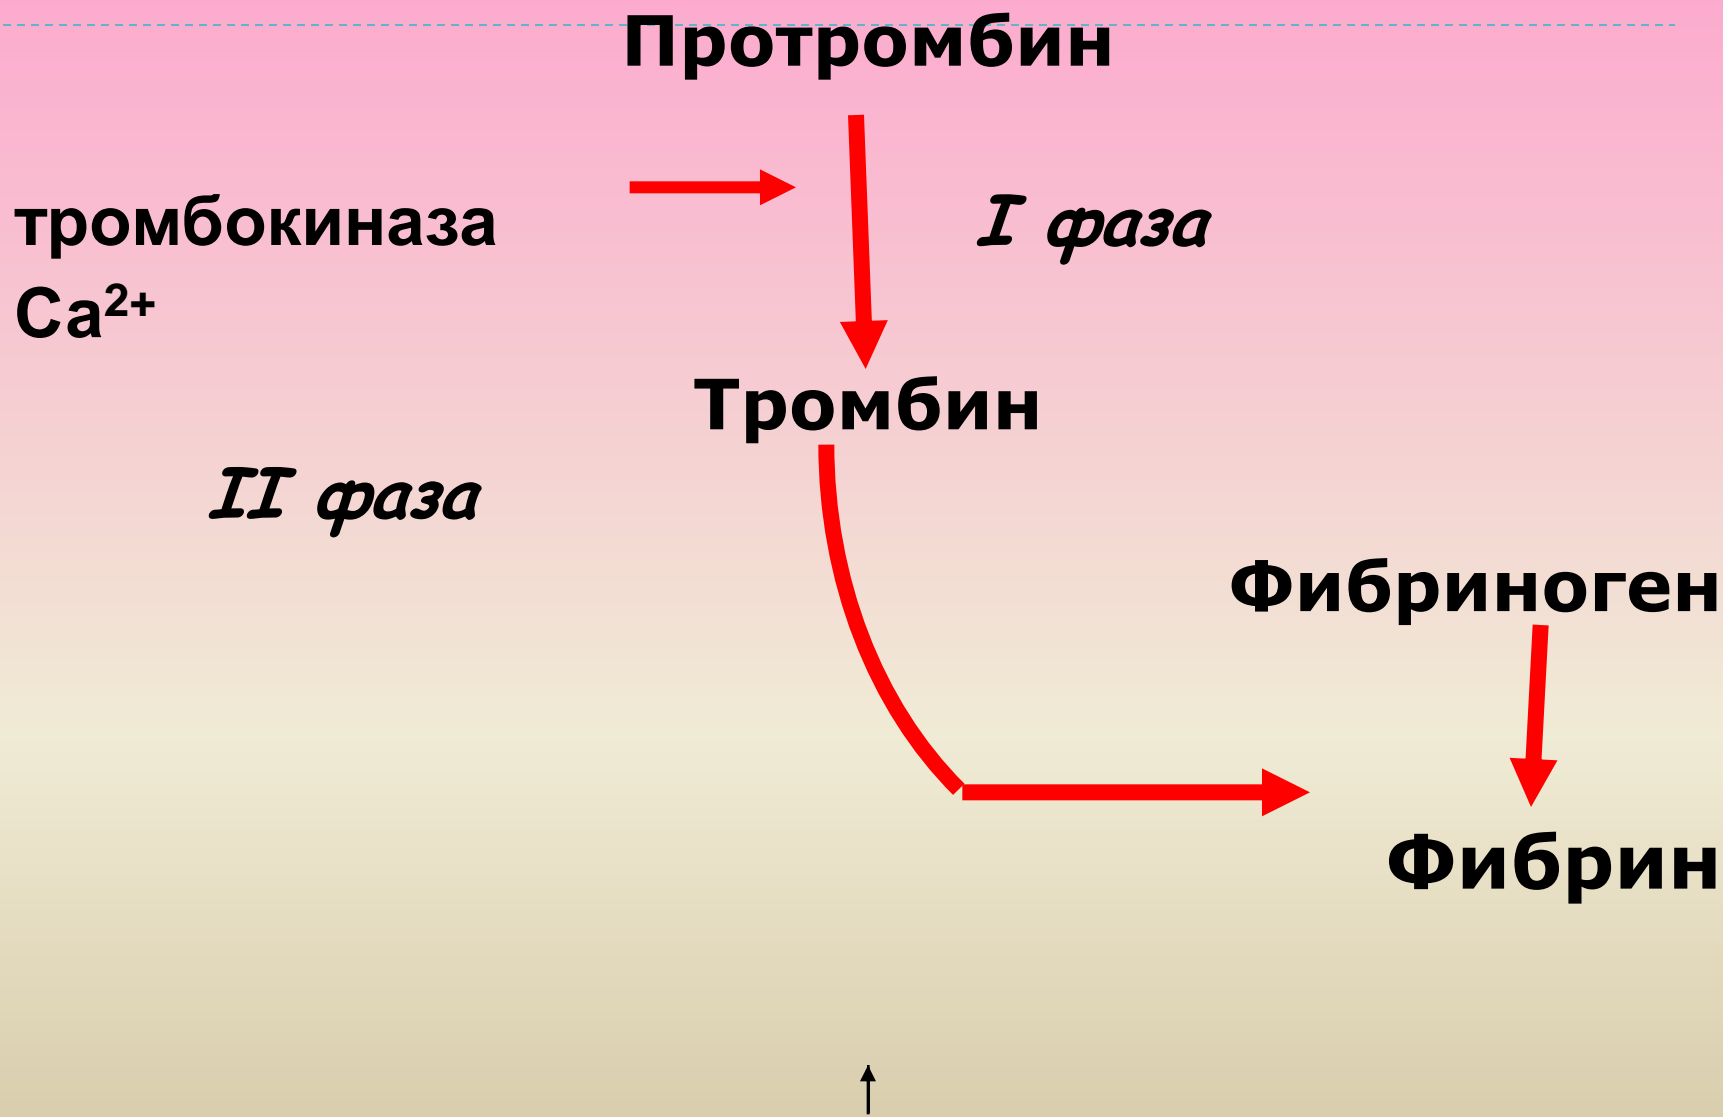 Протромбин
тромбокиназа
I фаза
Ca²⁺
Тромбин
II фаза
Фибриноген
Фибрин